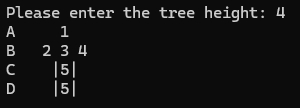 Please enter the tree height: 4
A     1
B   2 3 4
C    |5|
D    |5|